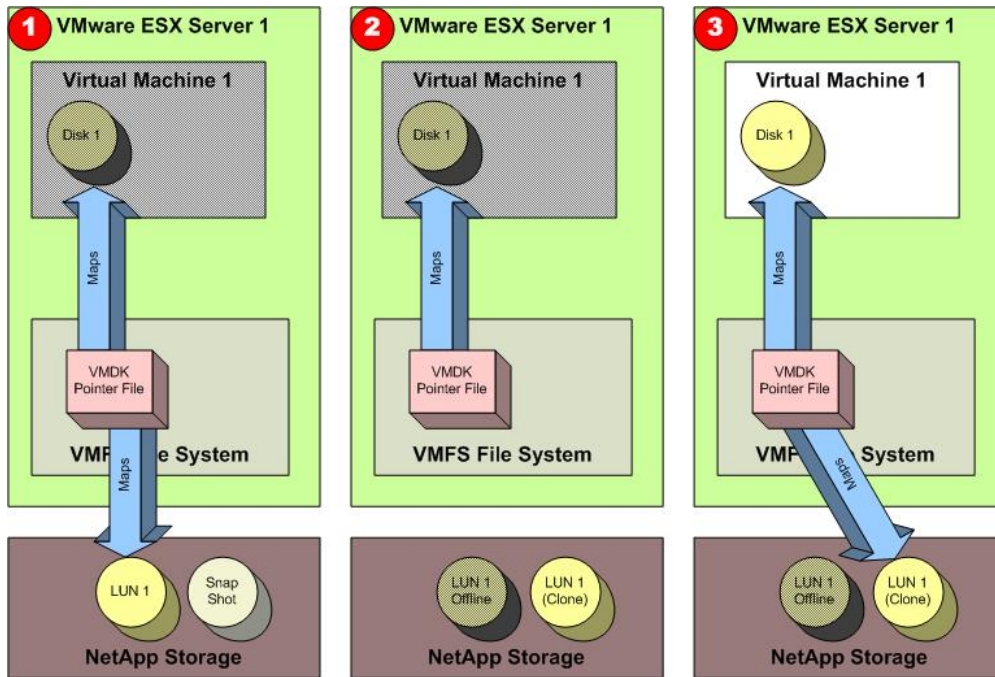 1 VMware ESX Server 1
Virtual Machine 1
Disk 1
Maps
VMDK
Pointer File
VMF e System
Maps
LUN 1
Snap
Shot
NetApp Storage
2 VMware ESX Server 1
Virtual Machine 1
Disk 1
Maps
VMDK
Pointer File
VMFS File System
LUN 1
Offline
LUN 1
(Clone)
NetApp Storage
3 VMware ESX Server 1
Virtual Machine 1
Disk 1
Maps
VMDK
Pointer File
VMF e System
Maps
LUN 1
Offline
LUN 1
(Clone)
NetApp Storage